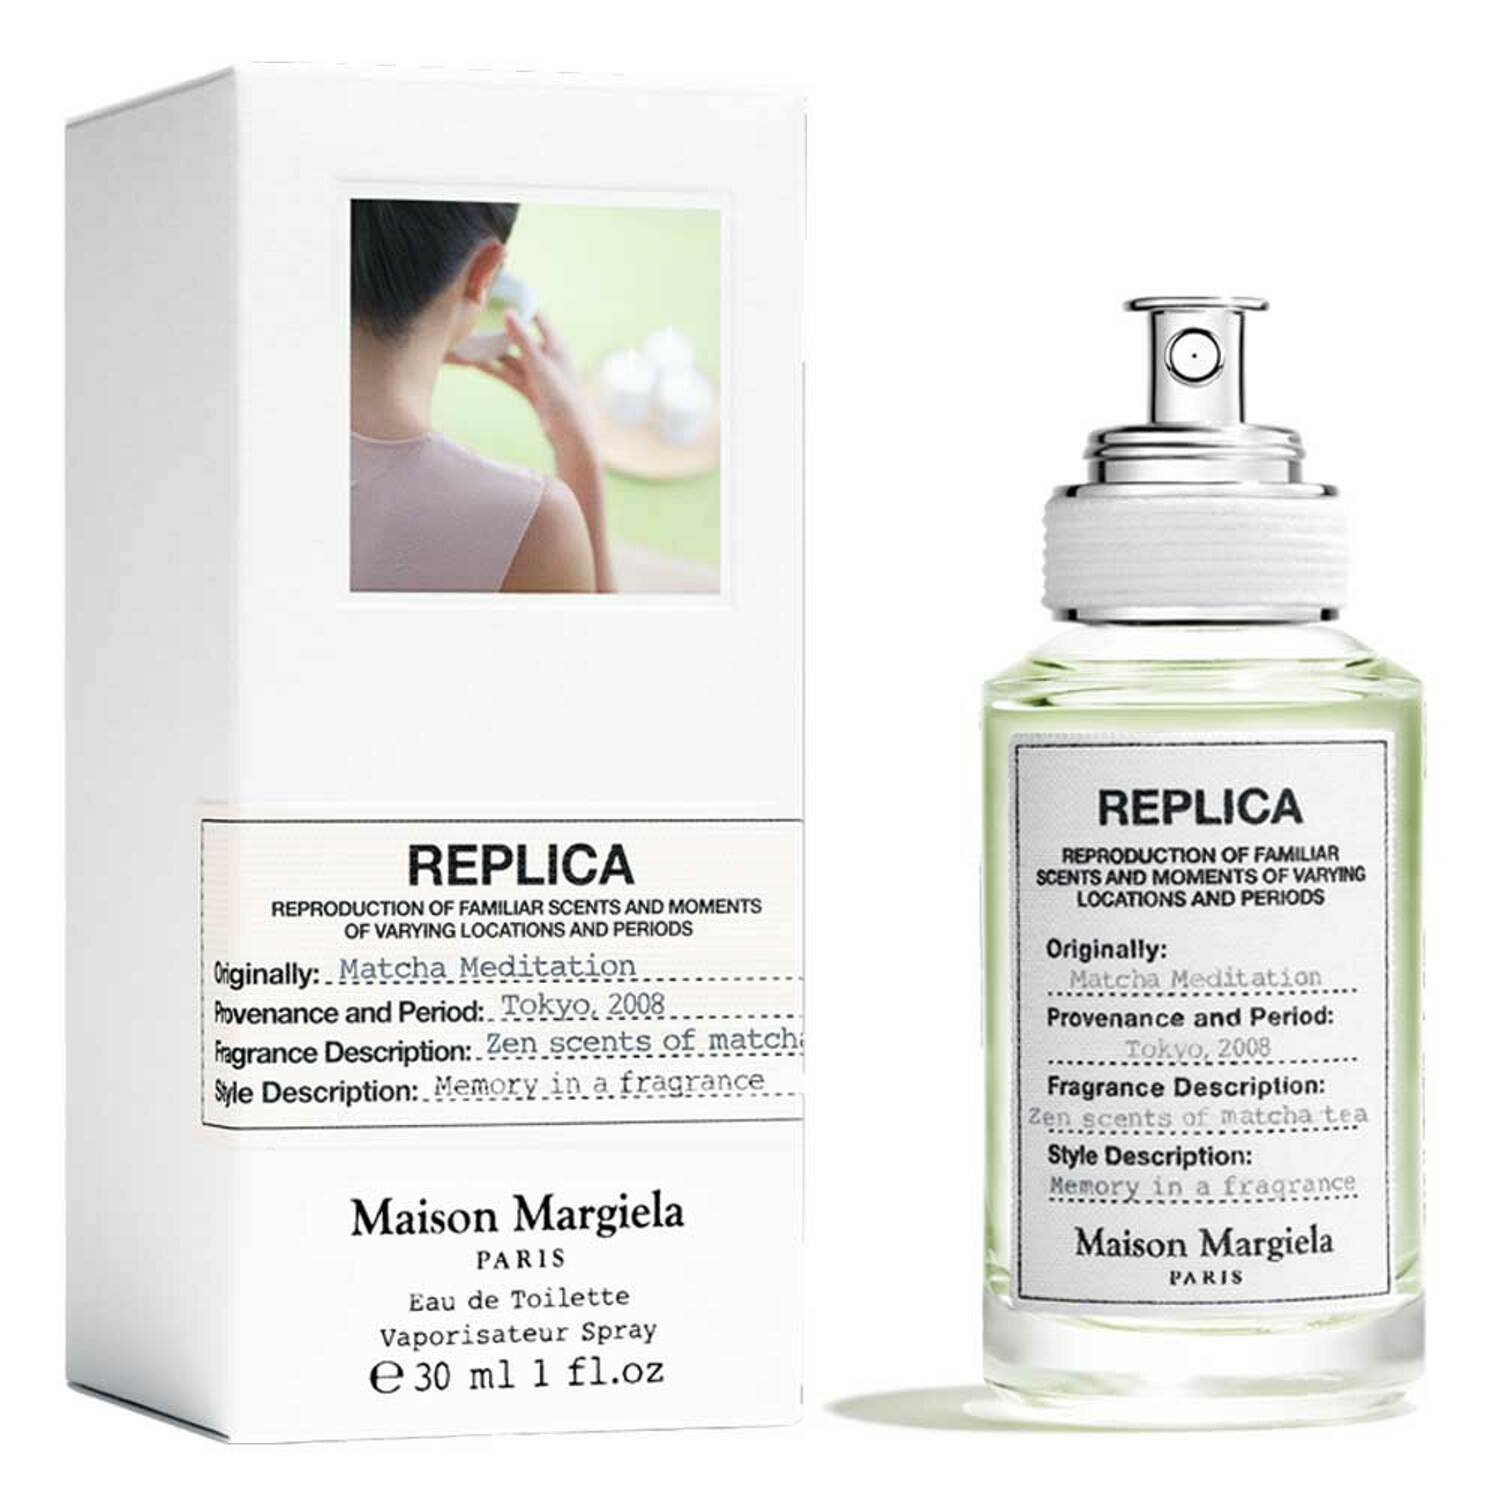 REPLICA
REPRODUCTION OF FAMILIAR SCENTS AND MOMENTS
OF VARYING LOCATIONS AND PERIODS
Originally: Matcha Meditation
Provenance and Period: Tokyo, 2008
Fragrance Description: Zen scents of matcha
Style Description: Memory in a fragrance
Maison Margiela
PARIS
Eau de Toilette
Vaporisateur Spray
℮ 30 ml 1 fl.oz
REPLICA
REPRODUCTION OF FAMILIAR
SCENTS AND MOMENTS OF VARYING
LOCATIONS AND PERIODS
Originally:
Matcha Meditation
Provenance and Period:
Tokyo, 2008
Fragrance Description:
Zen scents of matcha tea
Style Description:
Memory in a fragrance
Maison Margiela
PARIS